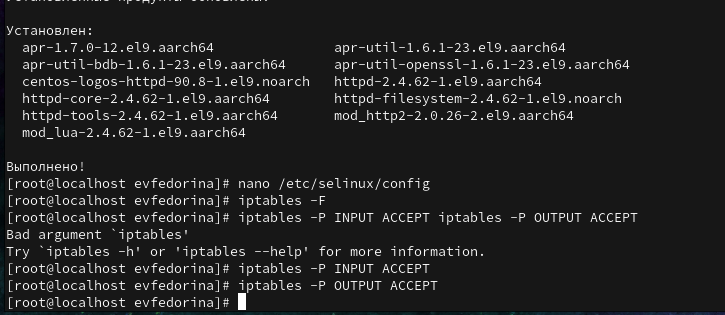 Установленные продукты обновлены.
Установлен:
apr-1.7.0-12.el9.aarch64 apr-util-1.6.1-23.el9.aarch64
apr-util-bdb-1.6.1-23.el9.aarch64 apr-util-openssl-1.6.1-23.el9.aarch64
centos-logos-httpd-90.8-1.el9.noarch httpd-2.4.62-1.el9.aarch64
httpd-core-2.4.62-1.el9.aarch64 httpd-filesystem-2.4.62-1.el9.noarch
httpd-tools-2.4.62-1.el9.aarch64 mod_http2-2.0.26-2.el9.aarch64
mod_lua-2.4.62-1.el9.aarch64
Выполнено!
[root@localhost evfedorina]# nano /etc/selinux/config
[root@localhost evfedorina]# iptables -F
[root@localhost evfedorina]# iptables -P INPUT ACCEPT iptables -P OUTPUT ACCEPT
Bad argument `iptables'
Try `iptables -h' or 'iptables --help' for more information.
[root@localhost evfedorina]# iptables -P INPUT ACCEPT
[root@localhost evfedorina]# iptables -P OUTPUT ACCEPT
[root@localhost evfedorina]#